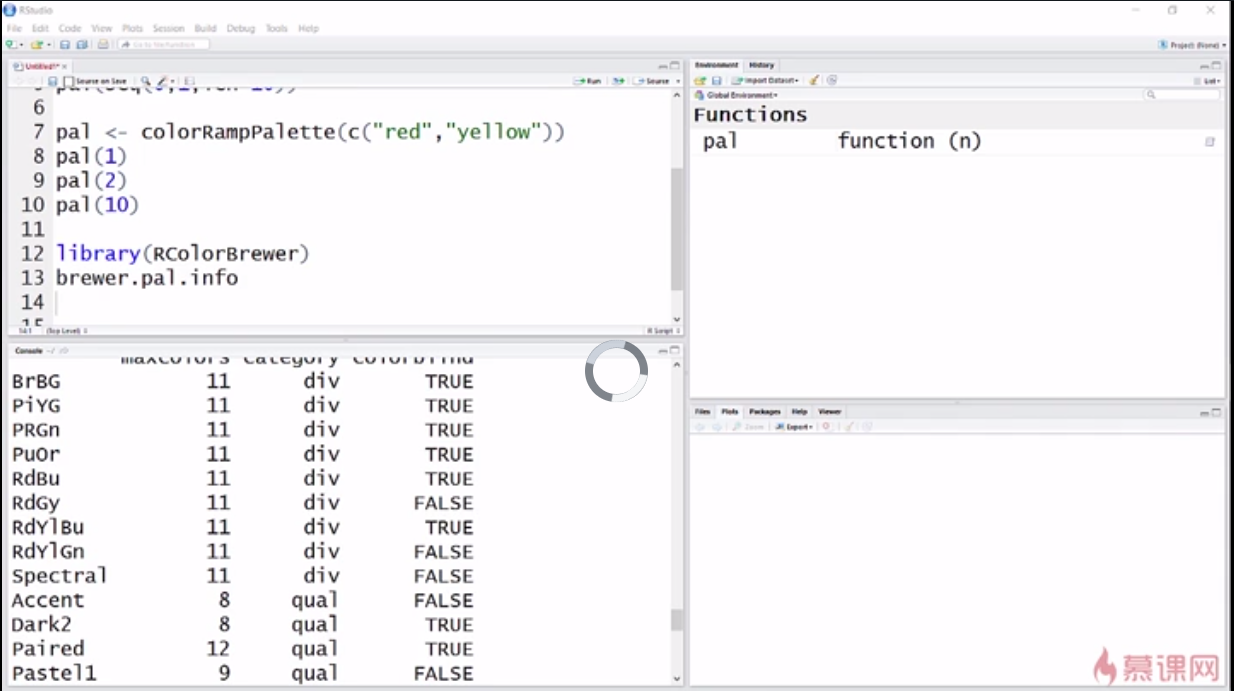 RStudio
File Edit Code View Plots Session Build Debug Tools Help
Go to file/function
Project: (None)
Untitled1*
Source on Save
Run
Source
6
7 pal <- colorRampPalette(c("red","yellow"))
8 pal(1)
9 pal(2)
10 pal(10)
11
12 library(RColorBrewer)
13 brewer.pal.info
14
15
14:1 (Top Level) R Script
Console ~/
maxcolors category colorblind
BrBG 11 div TRUE
PiYG 11 div TRUE
PRGn 11 div TRUE
PuOr 11 div TRUE
RdBu 11 div TRUE
RdGy 11 div FALSE
RdYlBu 11 div TRUE
RdYlGn 11 div FALSE
Spectral 11 div FALSE
Accent 8 qual FALSE
Dark2 8 qual TRUE
Paired 12 qual TRUE
Pastel1 9 qual FALSE
Environment History
Import Dataset
List
Global Environment
Functions
pal function (n)
Files Plots Packages Help Viewer
Zoom Export
慕课网